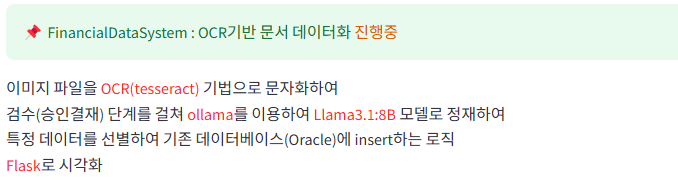 📌 FinancialDataSystem : OCR기반 문서 데이터화 진행중
이미지 파일을 OCR(tesseract) 기법으로 문자화하여
검수(승인결재) 단계를 걸쳐 ollama를 이용하여 Llama3.1:8B 모델로 정재하여
특정 데이터를 선별하여 기존 데이터베이스(Oracle)에 insert하는 로직
Flask로 시각화